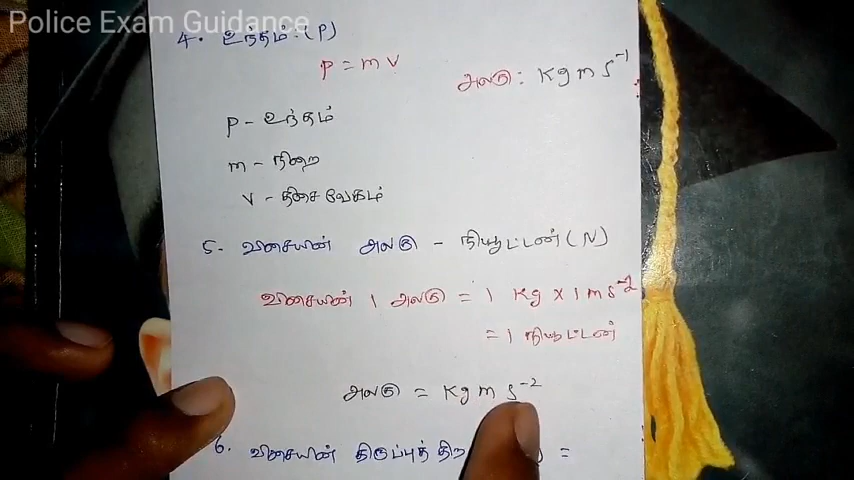 Police Exam Guidance
4. உந்தம்: (P)
P = m v
அலகு: Kg m s⁻¹
P - உந்தம்
m - நிறை
v - திசைவேகம்
5. விசையின் அலகு - நியூட்டன் (N)
விசையின் 1 அலகு = 1 Kg x 1 m s⁻²
= 1 நியூட்டன்
அலகு = Kg m s⁻²
6. விசையின் திருப்புத் =